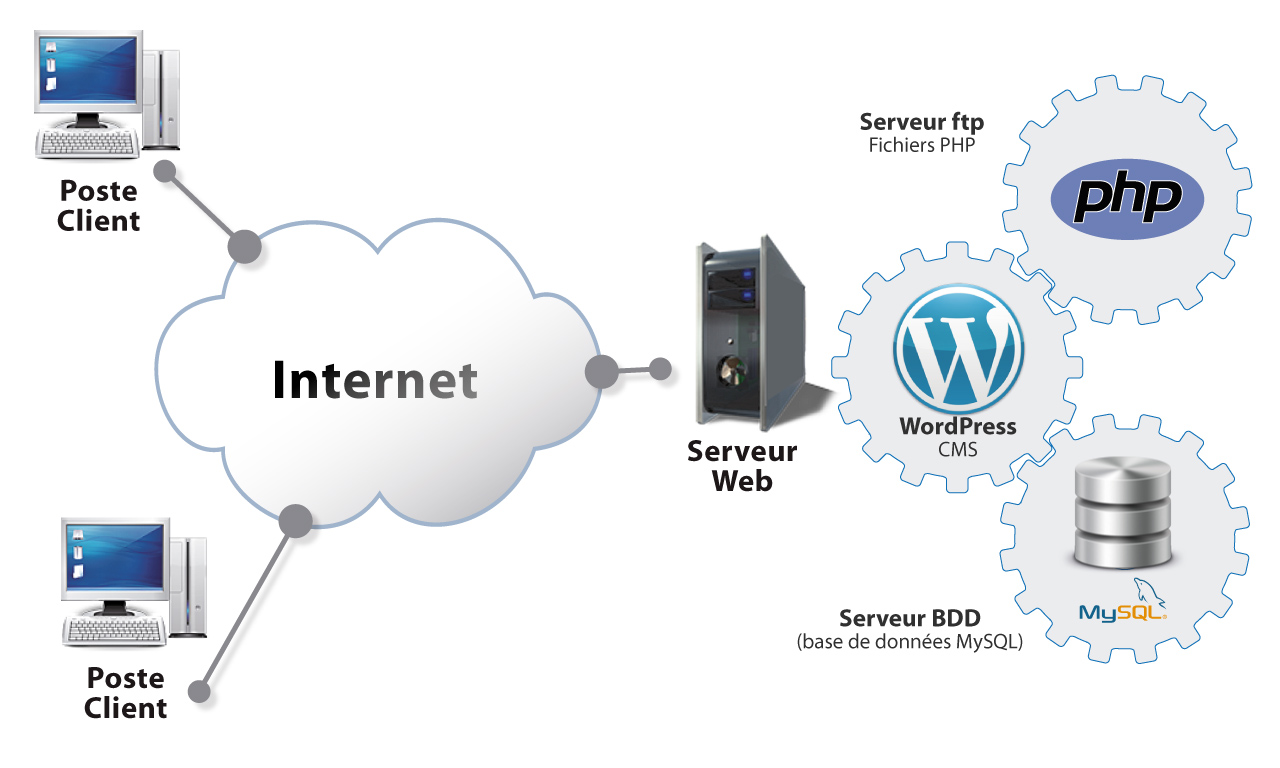 Poste
Client
Internet
Poste
Client
Serveur
Web
Serveur ftp
Fichiers PHP
php
WordPress
CMS
Serveur BDD
(base de données MySQL)
MySQL®